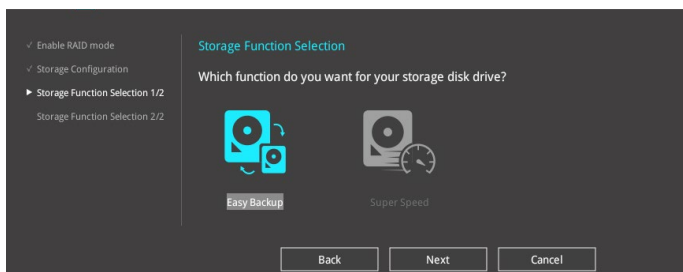 ✓ Enable RAID mode
✓ Storage Configuration
▶ Storage Function Selection 1/2
Storage Function Selection 2/2
Storage Function Selection
Which function do you want for your storage disk drive?
Easy Backup
Super Speed
Back
Next
Cancel